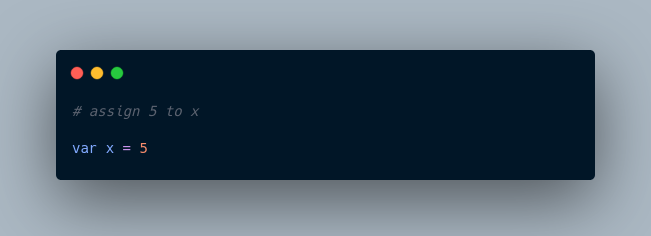 # assign 5 to x
var x = 5